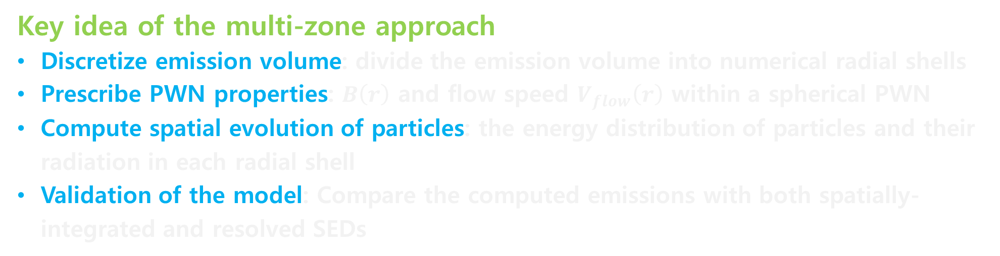 Key idea of the multi-zone approach
• Discretize emission volume: divide the emission volume into numerical radial shells
• Prescribe PWN properties: B(r) and flow speed V_flow(r) within a spherical PWN
• Compute spatial evolution of particles: the energy distribution of particles and their
radiation in each radial shell
• Validation of the model: Compare the computed emissions with both spatially-
integrated and resolved SEDs